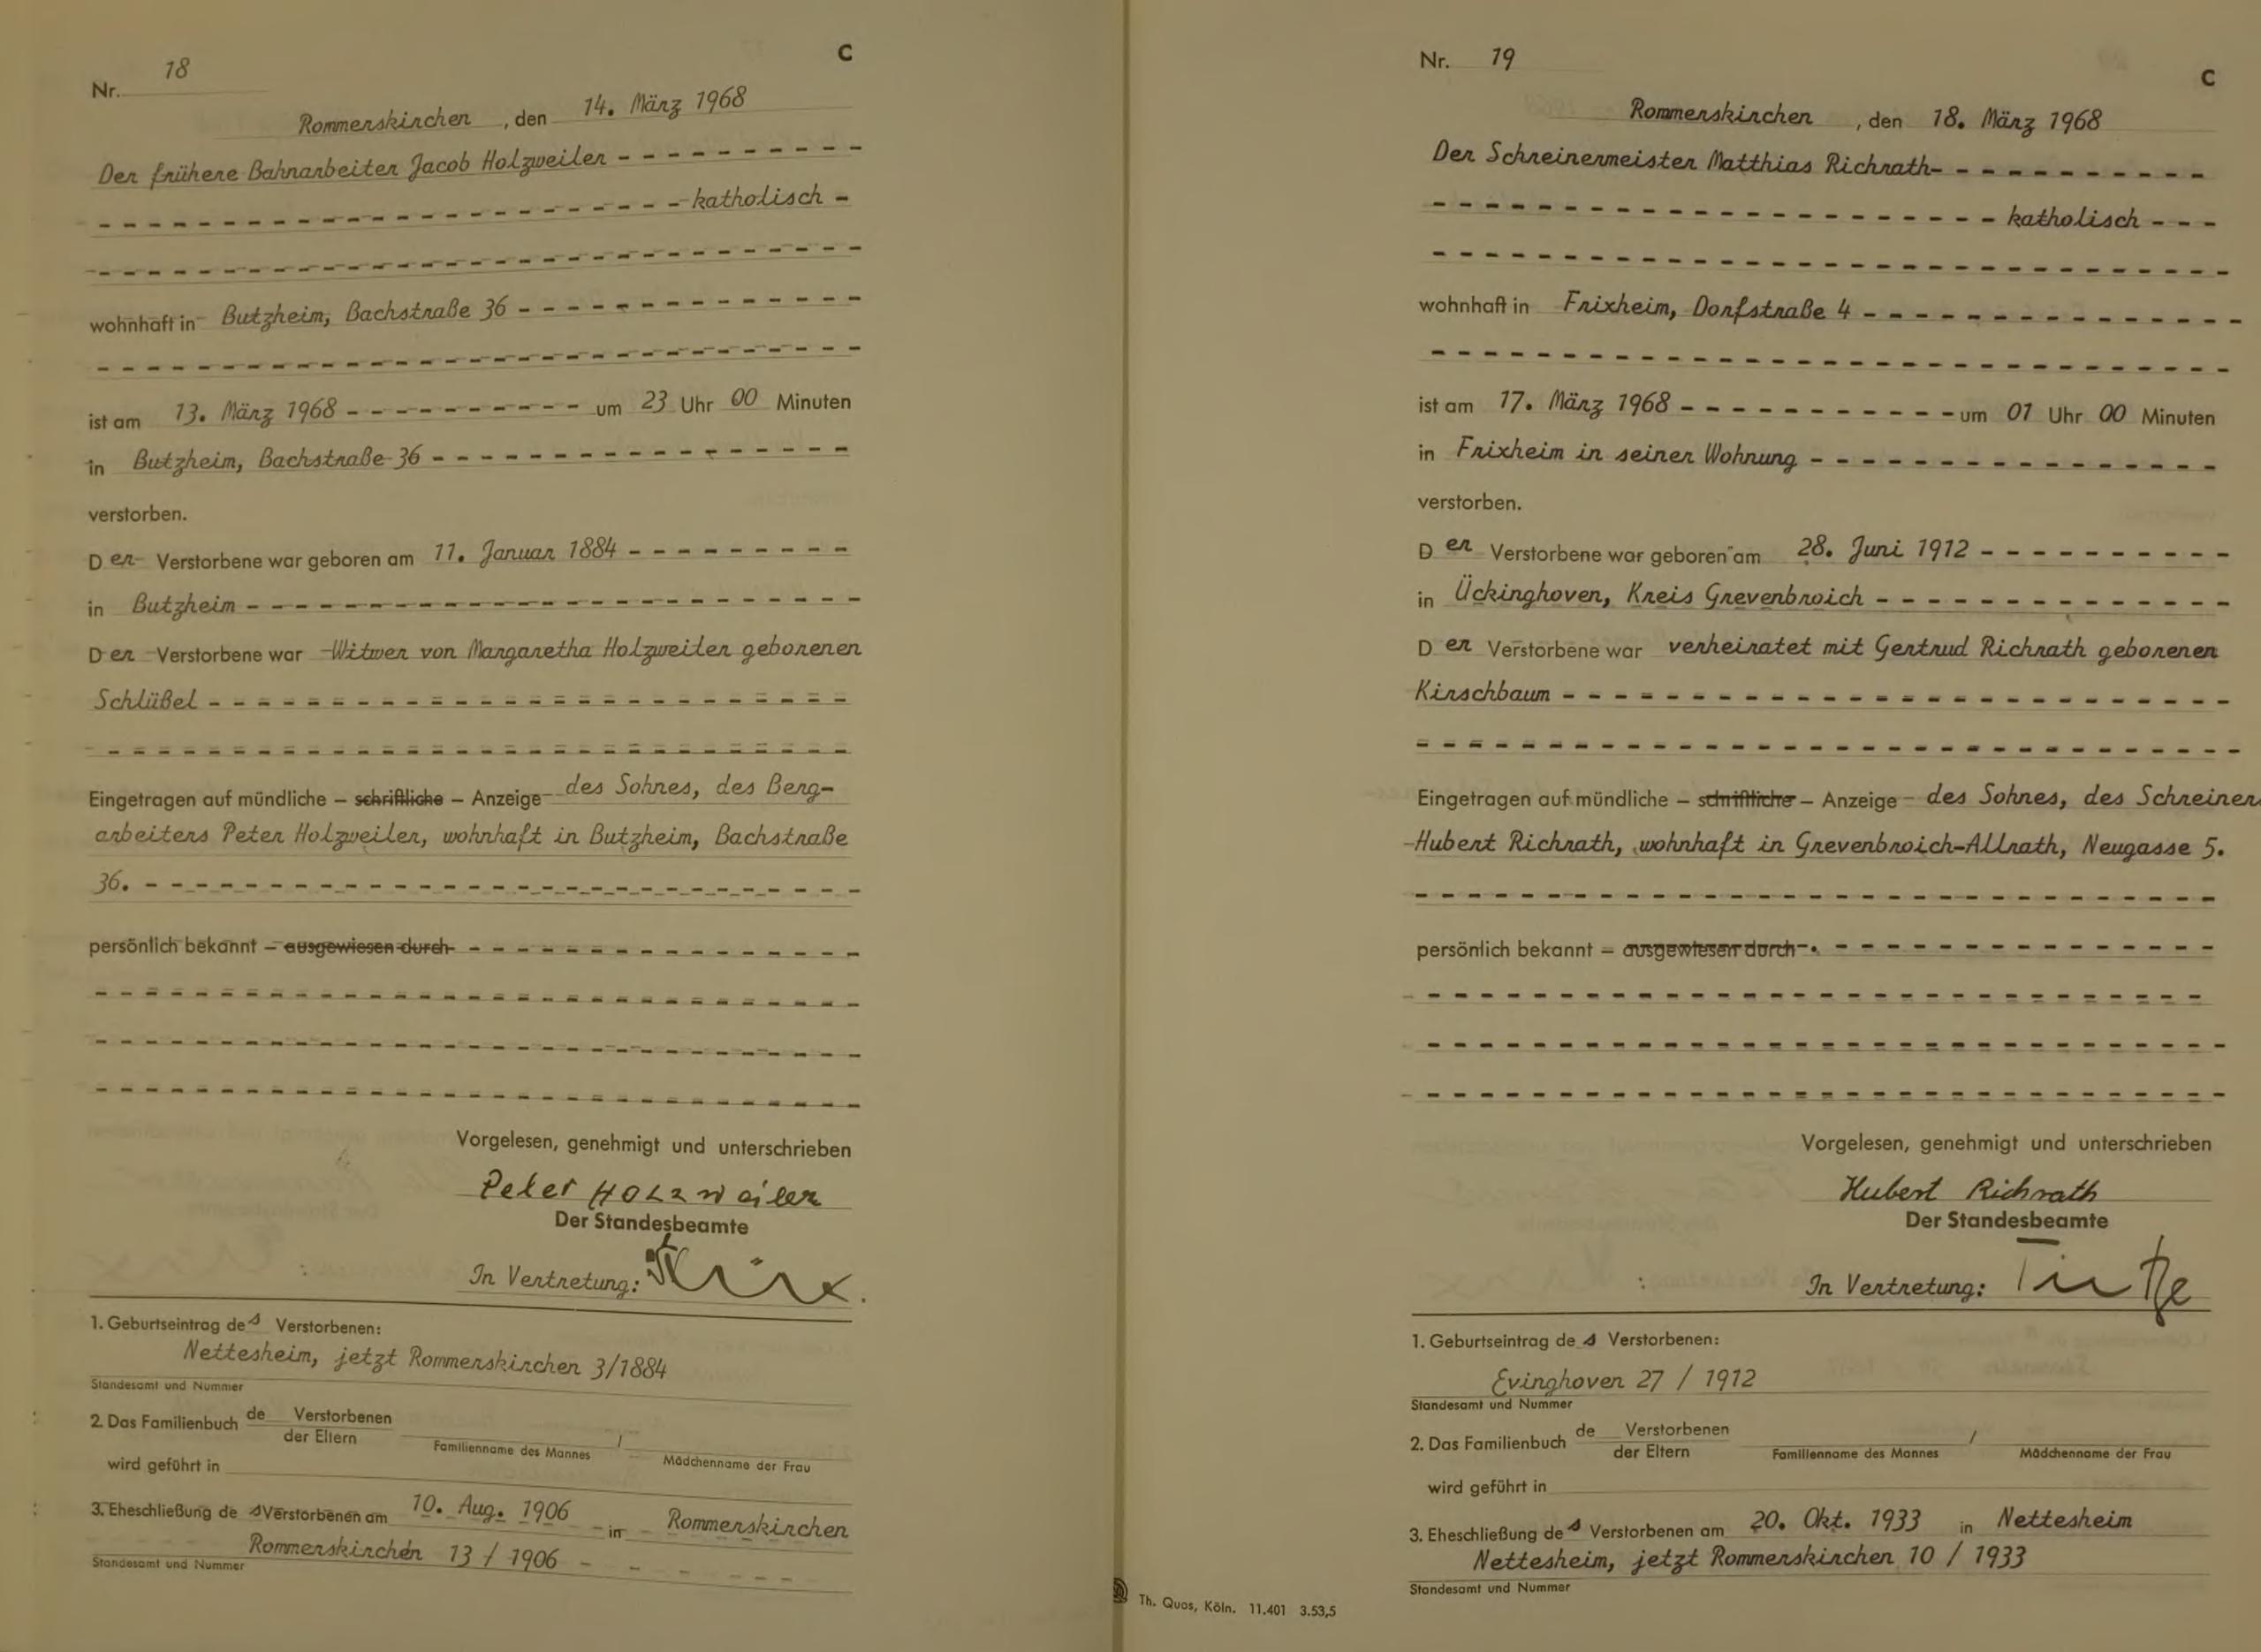 C
Nr. 18
Rommerskirchen, den 14. März 1968
Der frühere Bahnarbeiter Jacob Holzweiler
katholisch
wohnhaft in Butzheim, Bachstraße 36
ist am 13. März 1968 um 23 Uhr 00 Minuten
in Butzheim, Bachstraße 36
verstorben.
Der Verstorbene war geboren am 11. Januar 1884
in Butzheim
Der Verstorbene war Witwer von Margaretha Holzweiler geborenen
Schlüßel
Eingetragen auf mündliche – schriftliche – Anzeige des Sohnes, des Berg-
arbeiters Peter Holzweiler, wohnhaft in Butzheim, Bachstraße
36.
persönlich bekannt – ausgewiesen durch
Vorgelesen, genehmigt und unterschrieben
Peter Holzweiler
Der Standesbeamte
In Vertretung:
1. Geburtseintrag des Verstorbenen:
Nettesheim, jetzt Rommerskirchen 3/1884
Standesamt und Nummer
2. Das Familienbuch de Verstorbenen
der Eltern
/
Familienname des Mannes Mädchenname der Frau
wird geführt in
3. Eheschließung des Verstorbenen am 10. Aug. 1906 in Rommerskirchen
Rommerskirchen 13 / 1906
Standesamt und Nummer
Nr. 19
C
Rommerskirchen, den 18. März 1968
Der Schreinermeister Matthias Richrath
katholisch
wohnhaft in Frixheim, Dorfstraße 4
ist am 17. März 1968 um 01 Uhr 00 Minuten
in Frixheim in seiner Wohnung
verstorben.
Der Verstorbene war geboren am 28. Juni 1912
in Ückinghoven, Kreis Grevenbroich
Der Verstorbene war verheiratet mit Gertrud Richrath geborenen
Kirschbaum
Eingetragen auf mündliche – schriftliche – Anzeige des Sohnes, des Schreiners
Hubert Richrath, wohnhaft in Grevenbroich-Allrath, Neugasse 5.
persönlich bekannt – ausgewiesen durch
Vorgelesen, genehmigt und unterschrieben
Hubert Richrath
Der Standesbeamte
In Vertretung:
1. Geburtseintrag des Verstorbenen:
Evinghoven 27 / 1912
Standesamt und Nummer
2. Das Familienbuch de Verstorbenen
der Eltern
/
Familienname des Mannes Mädchenname der Frau
wird geführt in
3. Eheschließung des Verstorbenen am 20. Okt. 1933 in Nettesheim
Nettesheim, jetzt Rommerskirchen 10 / 1933
Standesamt und Nummer
Th. Quos, Köln. 11.401 3.53,5